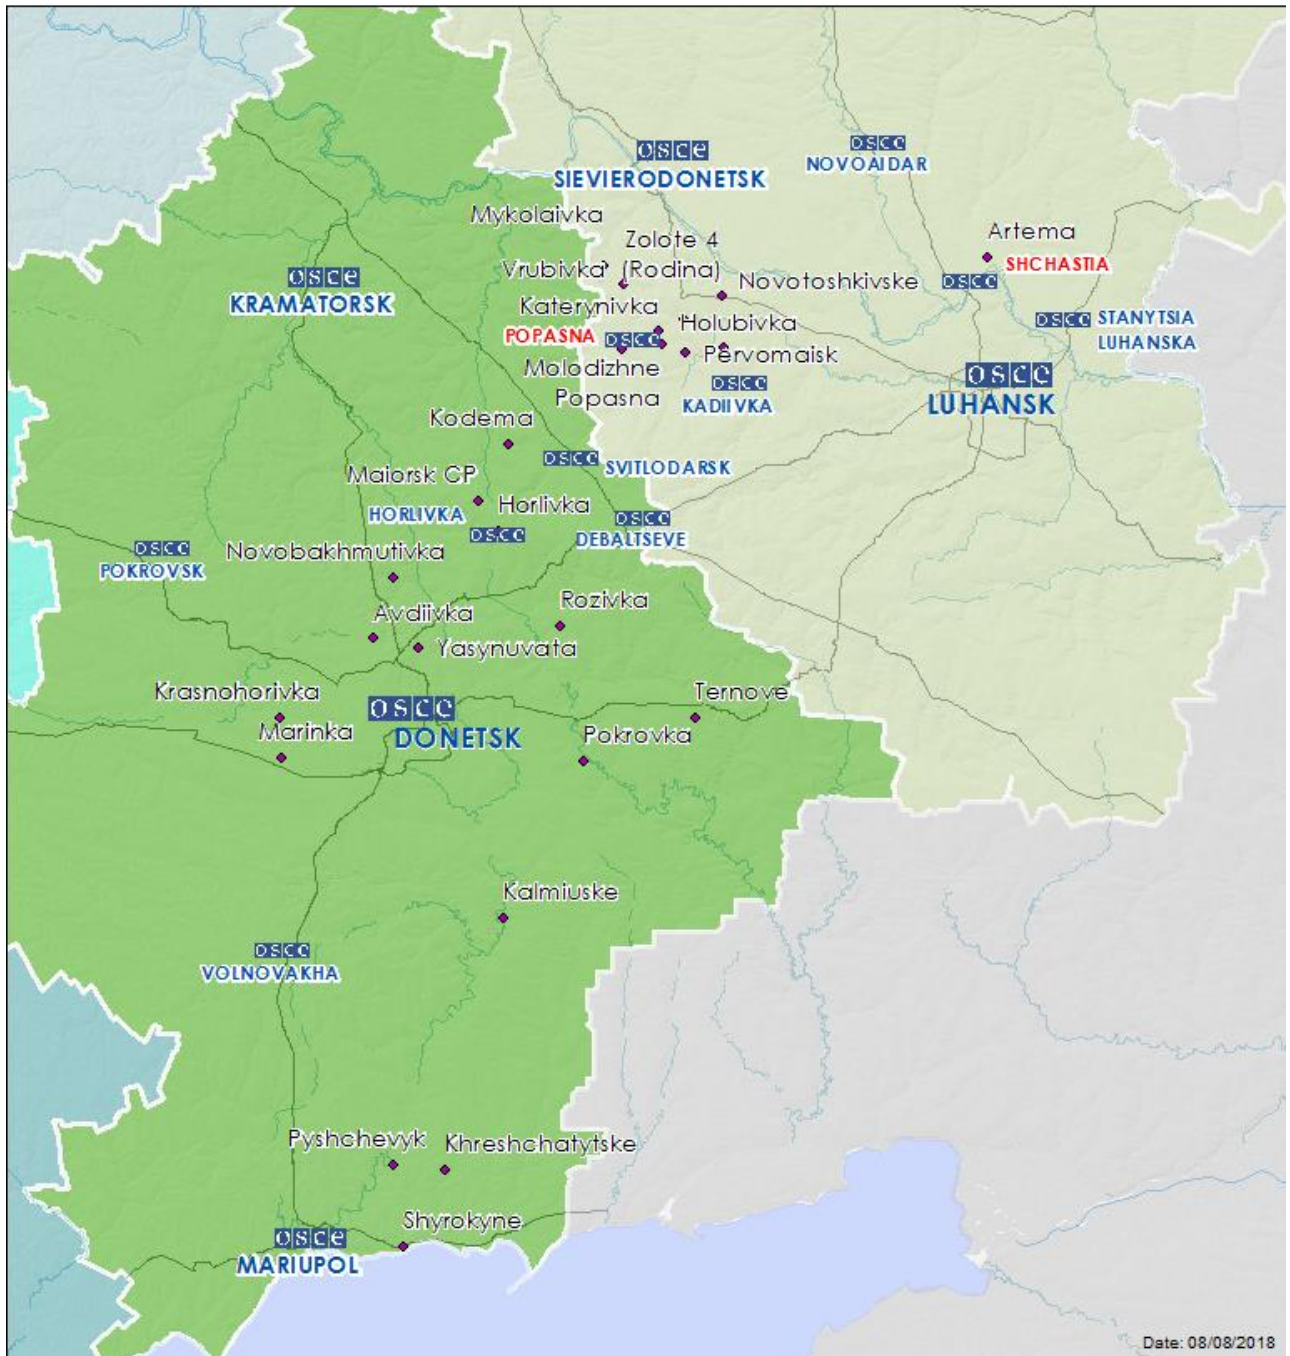 osce
SIEVIERODONETSK
osce
NOVOAIDAR
Mykolaivka
Zolote 4
(Rodina)
Vrubivka
Artema
SHCHASTIA
osce
osce
KRAMATORSK
Novotoshkivske
Katerynivka
Holubivka
osce
STANYTSIA
LUHANSKA
POPASNA
osce
Molodizhne
Pervomaisk
Popasna
osce
KADIIVKA
osce
LUHANSK
Kodema
osce
SVITLODARSK
Maiorsk CP
HORLIVKA
Horlivka
osce
osce
DEBALTSEVE
osce
POKROVSK
Novobakhmutivka
Rozivka
Avdiivka
Yasynuvata
Krasnohorivka
Marinka
osce
DONETSK
Ternove
Pokrovka
Kalmiuske
osce
VOLNOVAKHA
Pyshchevyk
Khreshchatytske
Shyrokyne
osce
MARIUPOL
Date: 08/08/2018